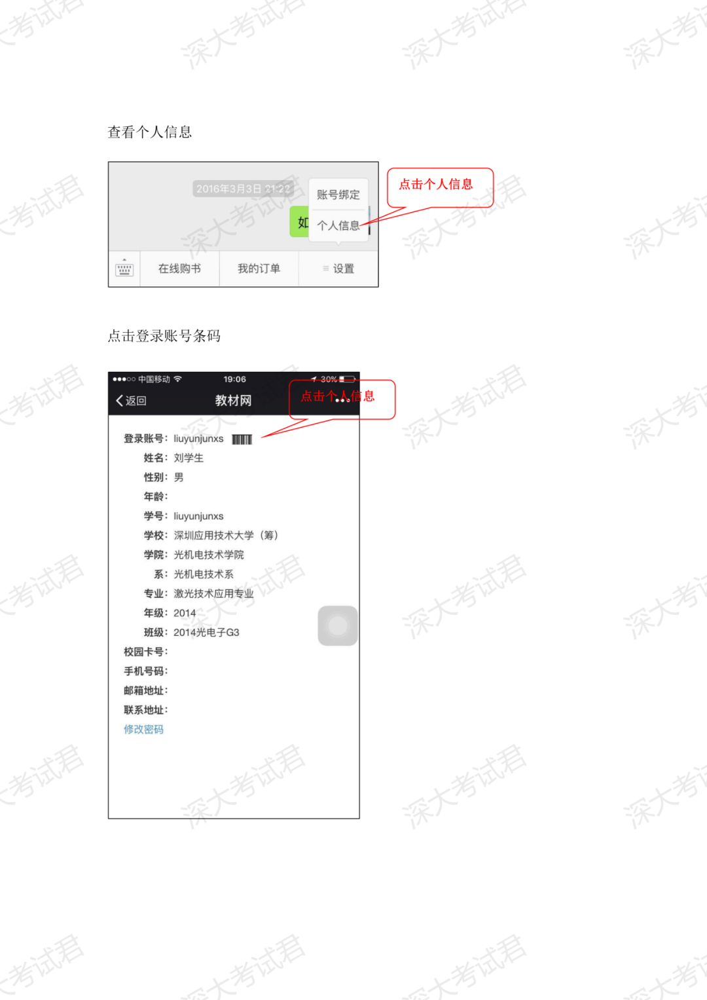 查看个人信息
2016年3月3日 21:22
账号绑定
点击个人信息
如
个人信息
在线购书
我的订单
设置
点击登录账号条码
中国移动
19:06
30%
返回
教材网
点击个人信息
登录账号： liuyunjunxs
姓名： 刘学生
性别： 男
年龄：
学号： liuyunjunxs
学校： 深圳应用技术大学（筹）
学院： 光机电技术学院
系： 光机电技术系
专业： 激光技术应用专业
年级： 2014
班级： 2014光电子G3
校园卡号：
手机号码：
邮箱地址：
联系地址：
修改密码
深大考试君